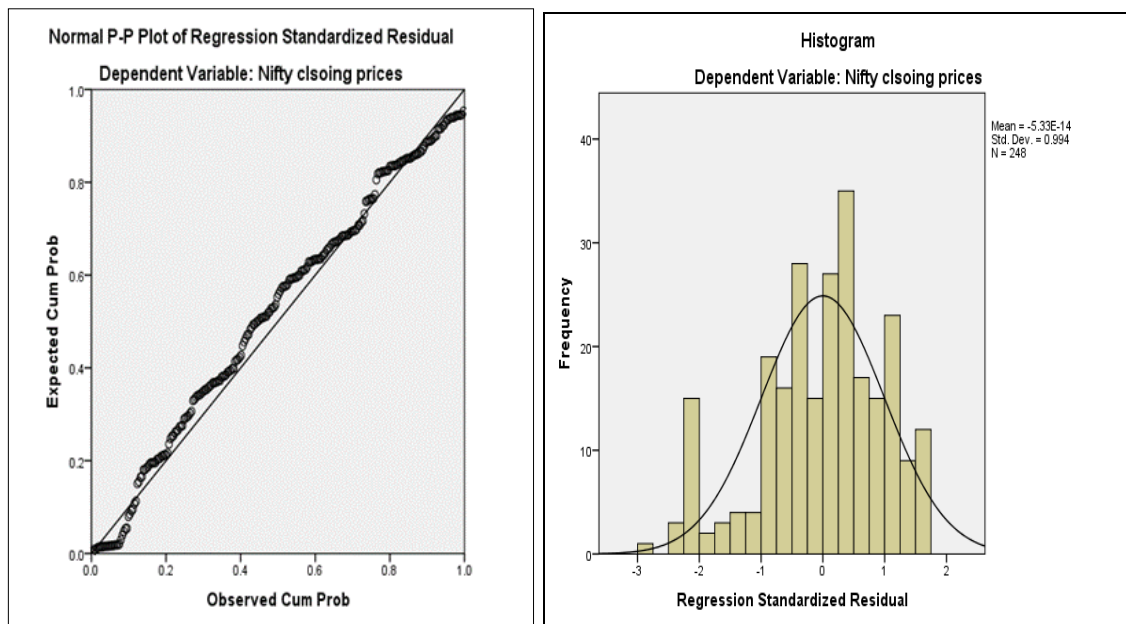 Normal P-P Plot of Regression Standardized Residual
Dependent Variable: Nifty clsoing prices
1.0
0.8
0.6
0.4
0.2
0.0
Expected Cum Prob
0.0 0.2 0.4 0.6 0.8 1.0
Observed Cum Prob
Histogram
Dependent Variable: Nifty clsoing prices
Mean = -5.33E-14
Std. Dev. = 0.994
N = 248
40
30
20
10
0
Frequency
-3 -2 -1 0 1 2
Regression Standardized Residual